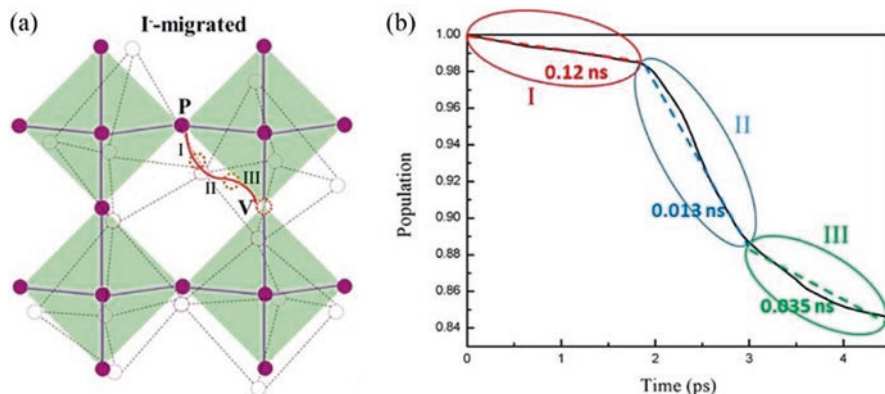 (a)
I⁻-migrated
P
I
II
III
V
(b)
Population
1.00
0.98
0.96
0.94
0.92
0.90
0.88
0.86
0.84
0.12 ns
I
II
0.013 ns
III
0.035 ns
0 1 2 3 4
Time (ps)